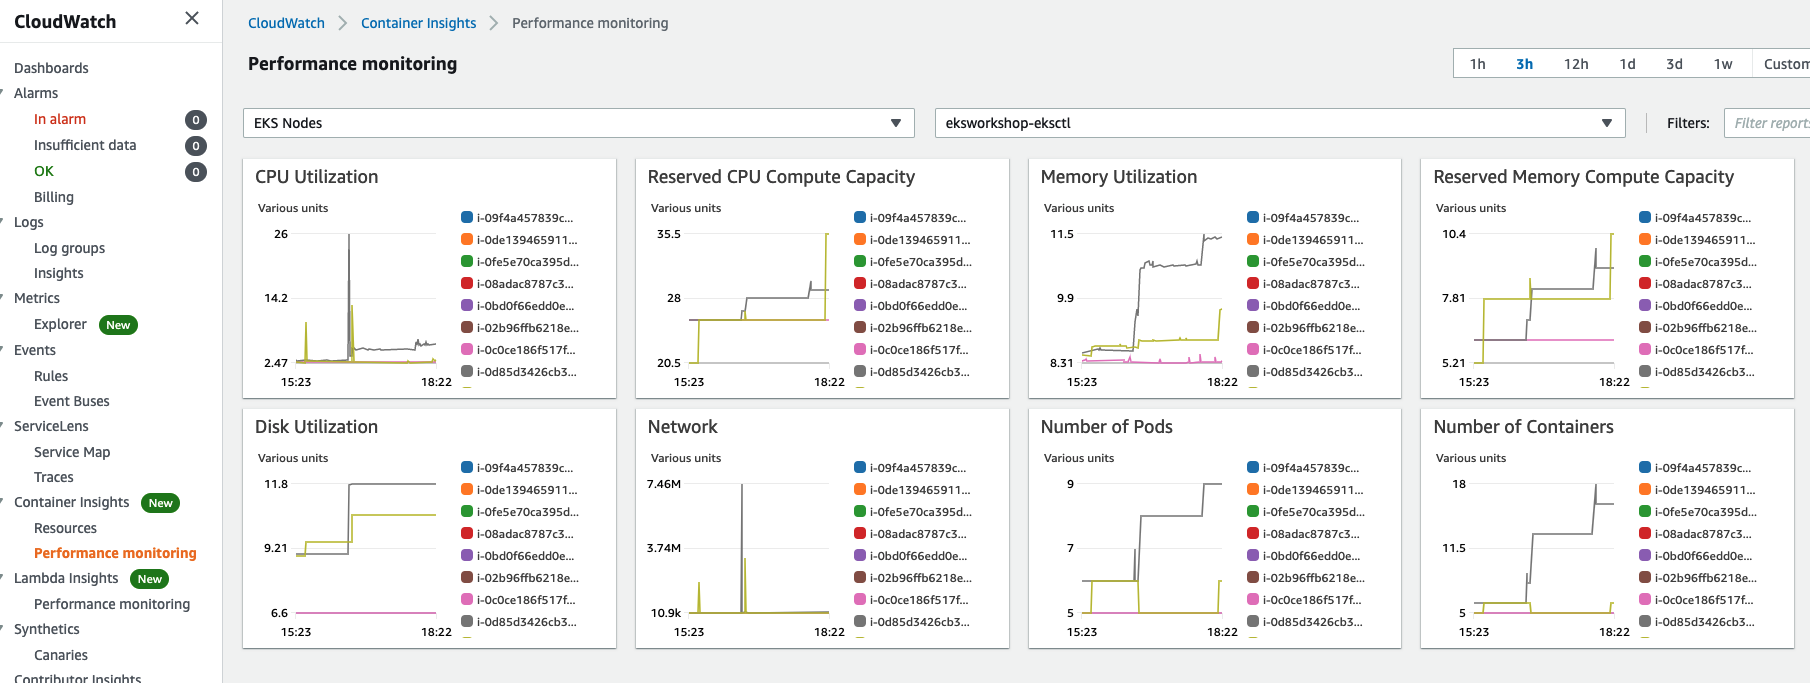 CloudWatch
Dashboards
Alarms
In alarm 0
Insufficient data 0
OK 0
Billing
Logs
Log groups
Insights
Metrics
Explorer New
Events
Rules
Event Buses
ServiceLens
Service Map
Traces
Container Insights New
Resources
Performance monitoring
Lambda Insights New
Performance monitoring
Synthetics
Canaries
Contributor Insights
CloudWatch Container Insights Performance monitoring
Performance monitoring
1h 3h 12h 1d 3d 1w Custom
EKS Nodes
eksworkshop-eksctl
Filters: Filter reports
CPU Utilization
Various units
26
14.2
2.47
15:23 18:22
i-09f4a457839c...
i-0de139465911...
i-0fe5e70ca395d...
i-08adac8787c3...
i-0bd0f66edd0e...
i-02b96ffb6218e...
i-0c0ce186f517f...
i-0d85d3426cb3...
Reserved CPU Compute Capacity
Various units
35.5
28
20.5
15:23 18:22
i-09f4a457839c...
i-0de139465911...
i-0fe5e70ca395d...
i-08adac8787c3...
i-0bd0f66edd0e...
i-02b96ffb6218e...
i-0c0ce186f517f...
i-0d85d3426cb3...
Memory Utilization
Various units
11.5
9.9
8.31
15:23 18:22
i-09f4a457839c...
i-0de139465911...
i-0fe5e70ca395d...
i-08adac8787c3...
i-0bd0f66edd0e...
i-02b96ffb6218e...
i-0c0ce186f517f...
i-0d85d3426cb3...
Reserved Memory Compute Capacity
Various units
10.4
7.81
5.21
15:23 18:22
i-09f4a457839c...
i-0de139465911...
i-0fe5e70ca395d...
i-08adac8787c3...
i-0bd0f66edd0e...
i-02b96ffb6218e...
i-0c0ce186f517f...
i-0d85d3426cb3...
Disk Utilization
Various units
11.8
9.21
6.6
15:23 18:22
i-09f4a457839c...
i-0de139465911...
i-0fe5e70ca395d...
i-08adac8787c3...
i-0bd0f66edd0e...
i-02b96ffb6218e...
i-0c0ce186f517f...
i-0d85d3426cb3...
Network
Various units
7.46M
3.74M
10.9k
15:23 18:22
i-09f4a457839c...
i-0de139465911...
i-0fe5e70ca395d...
i-08adac8787c3...
i-0bd0f66edd0e...
i-02b96ffb6218e...
i-0c0ce186f517f...
i-0d85d3426cb3...
Number of Pods
Various units
9
7
5
15:23 18:22
i-09f4a457839c...
i-0de139465911...
i-0fe5e70ca395d...
i-08adac8787c3...
i-0bd0f66edd0e...
i-02b96ffb6218e...
i-0c0ce186f517f...
i-0d85d3426cb3...
Number of Containers
Various units
18
11.5
5
15:23 18:22
i-09f4a457839c...
i-0de139465911...
i-0fe5e70ca395d...
i-08adac8787c3...
i-0bd0f66edd0e...
i-02b96ffb6218e...
i-0c0ce186f517f...
i-0d85d3426cb3...